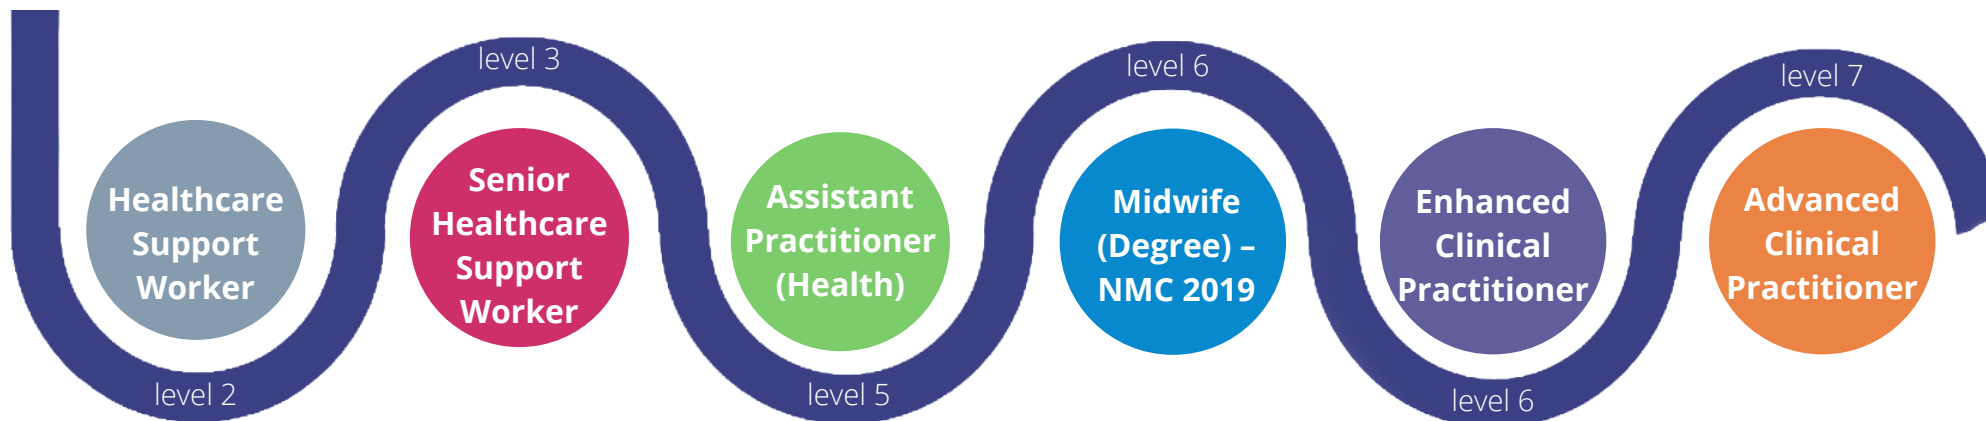 Healthcare
Support
Worker
level 2
level 3
Senior
Healthcare
Support
Worker
Assistant
Practitioner
(Health)
level 5
level 6
Midwife
(Degree) –
NMC 2019
Enhanced
Clinical
Practitioner
level 6
level 7
Advanced
Clinical
Practitioner